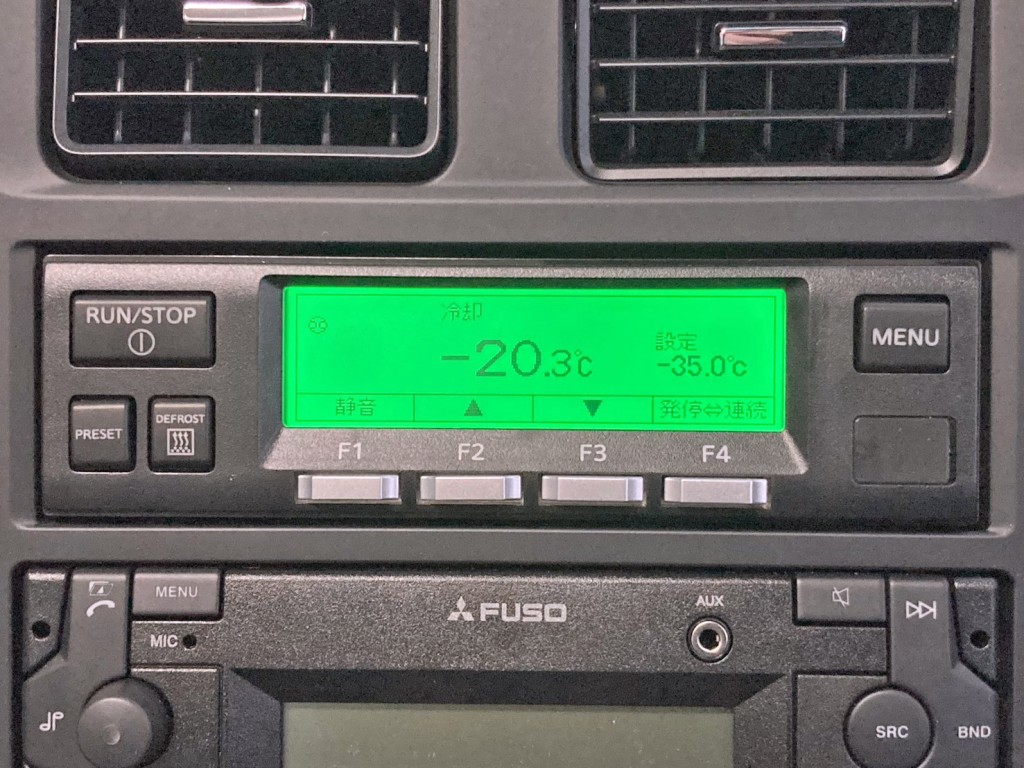 RUN/STOP
PRESET
DEFROST
冷却
-20.3℃
設定
-35.0℃
静音 ▲ ▼ 発停⇔連続
F1 F2 F3 F4
MENU
MENU
MIC
FUSO
AUX
SRC
BND